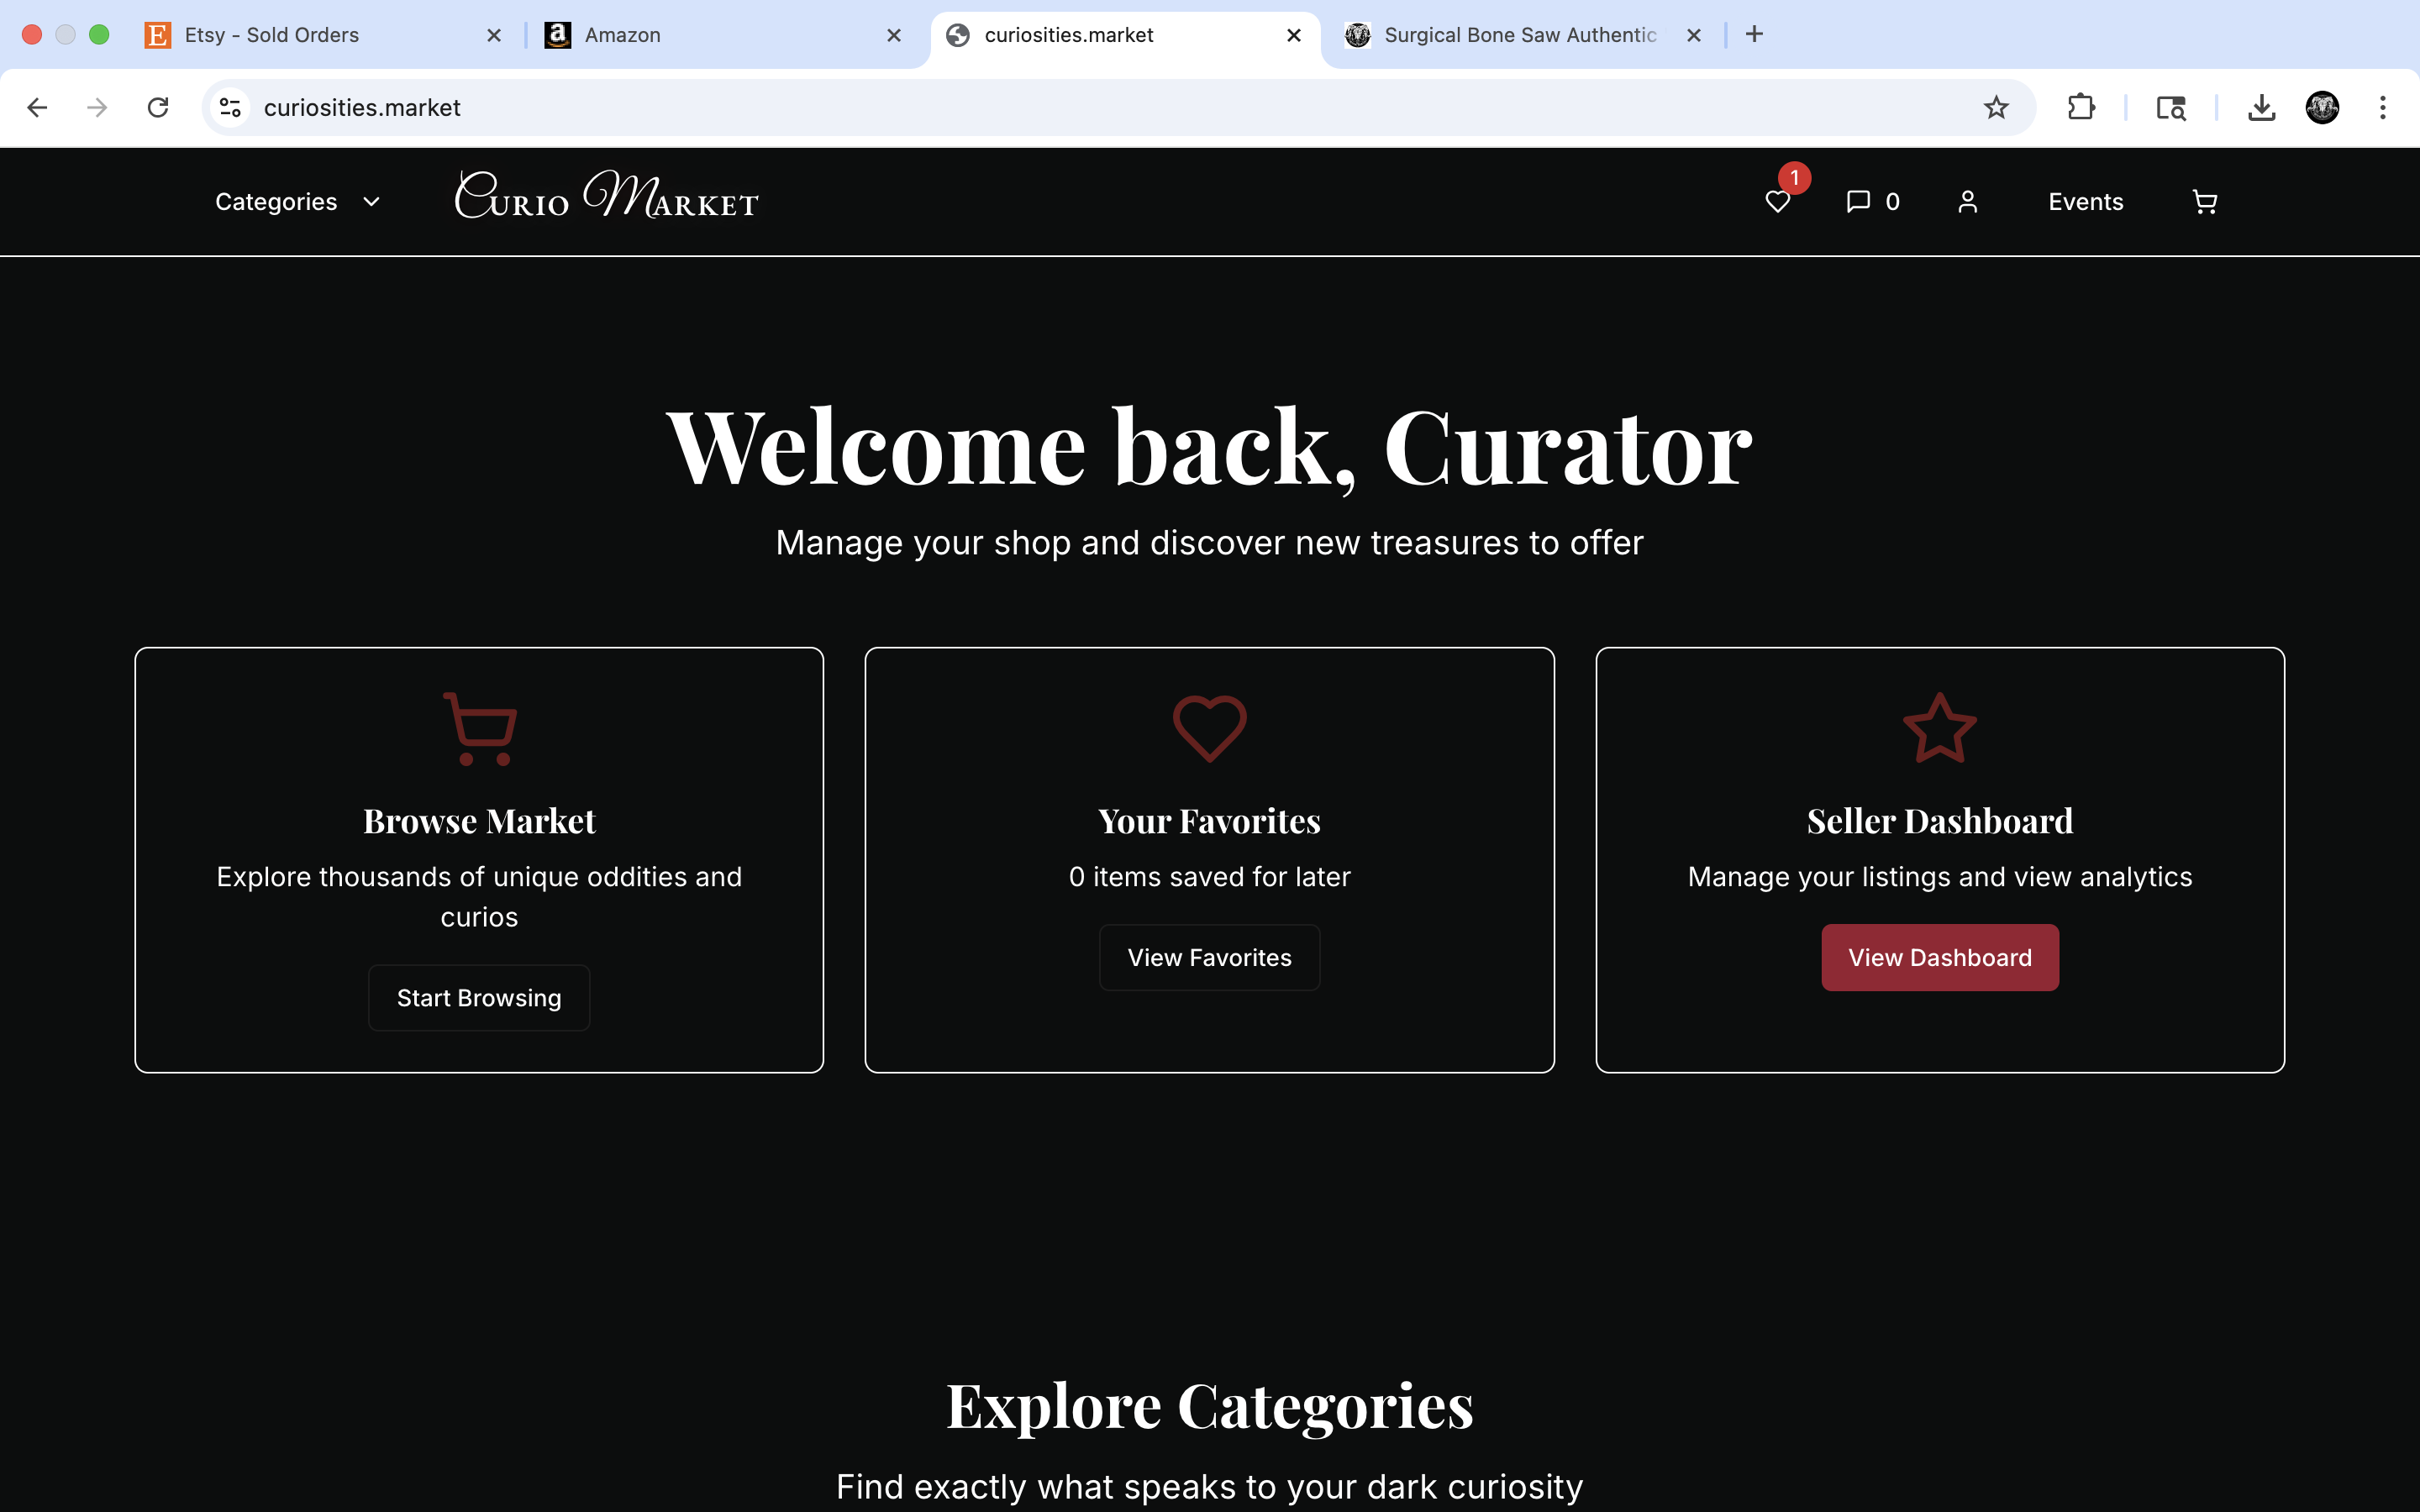 Etsy - Sold Orders
Amazon
curiosities.market
Surgical Bone Saw Authentic
curiosities.market
Categories
Curio Market
1
0
Events
Welcome back, Curator
Manage your shop and discover new treasures to offer
Browse Market
Explore thousands of unique oddities and
curios
Start Browsing
Your Favorites
0 items saved for later
View Favorites
Seller Dashboard
Manage your listings and view analytics
View Dashboard
Explore Categories
Find exactly what speaks to your dark curiosity